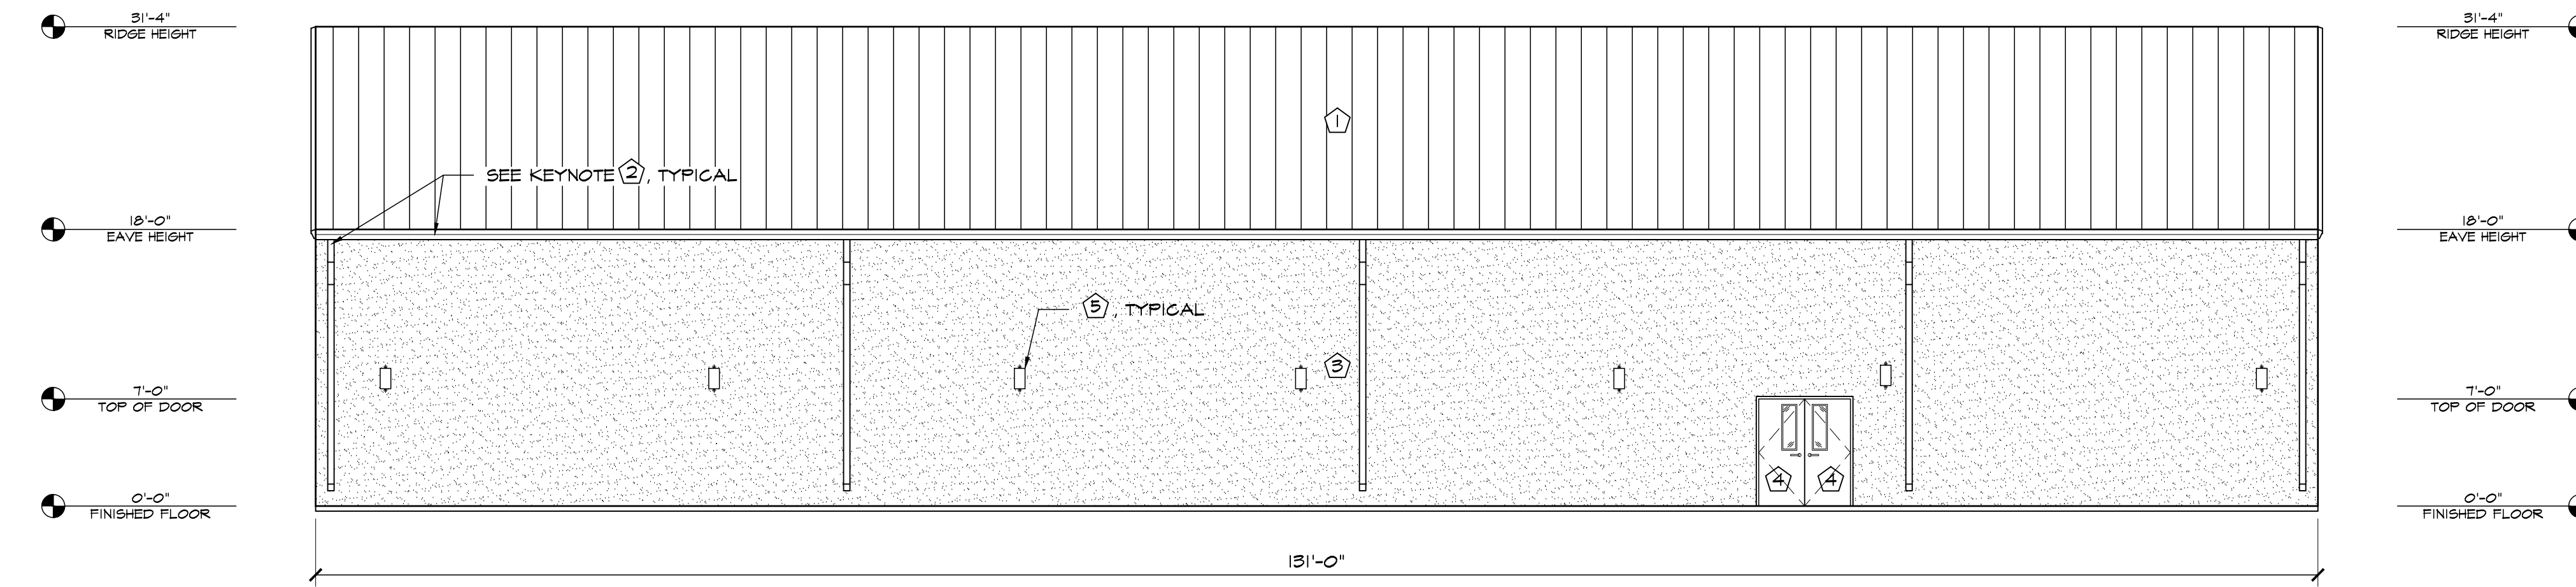 31'-4"
RIDGE HEIGHT
31'-4"
RIDGE HEIGHT
1
SEE KEYNOTE 2, TYPICAL
18'-0"
EAVE HEIGHT
18'-0"
EAVE HEIGHT
5, TYPICAL
3
7'-0"
TOP OF DOOR
7'-0"
TOP OF DOOR
4 4
0'-0"
FINISHED FLOOR
0'-0"
FINISHED FLOOR
131'-0"